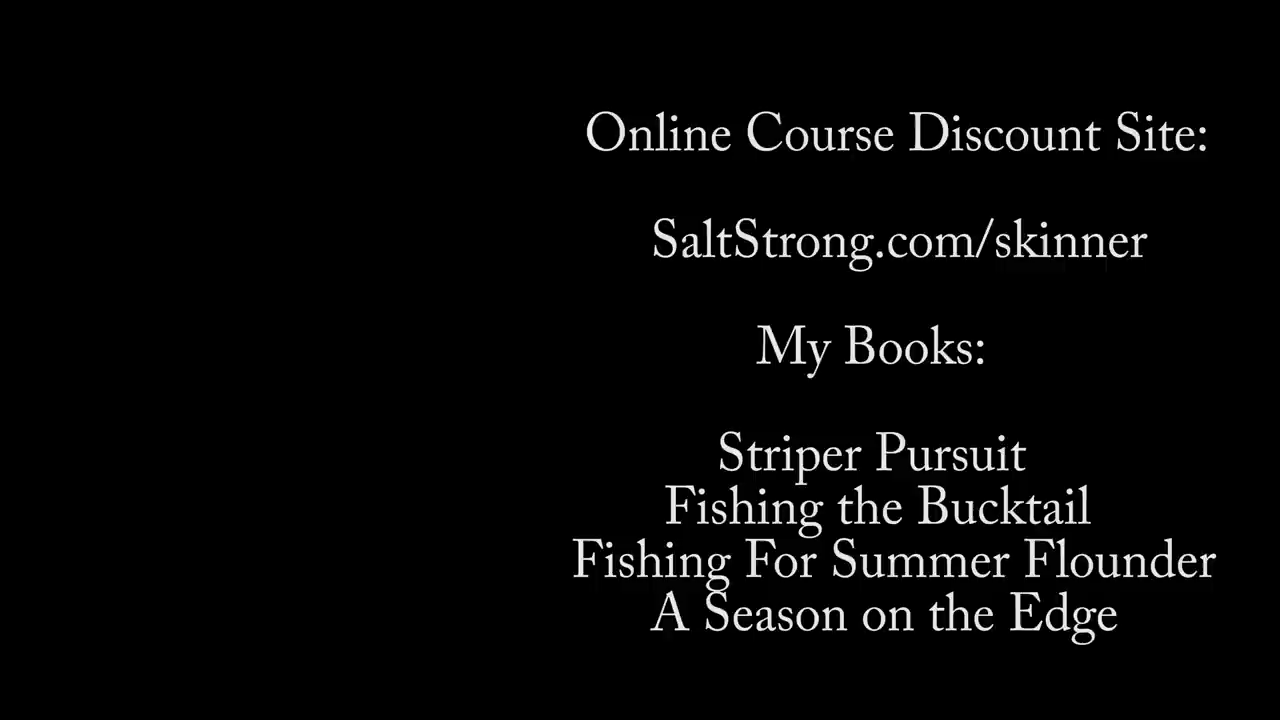 Online Course Discount Site:
SaltStrong.com/skinner
My Books:
Striper Pursuit
Fishing the Bucktail
Fishing For Summer Flounder
A Season on the Edge